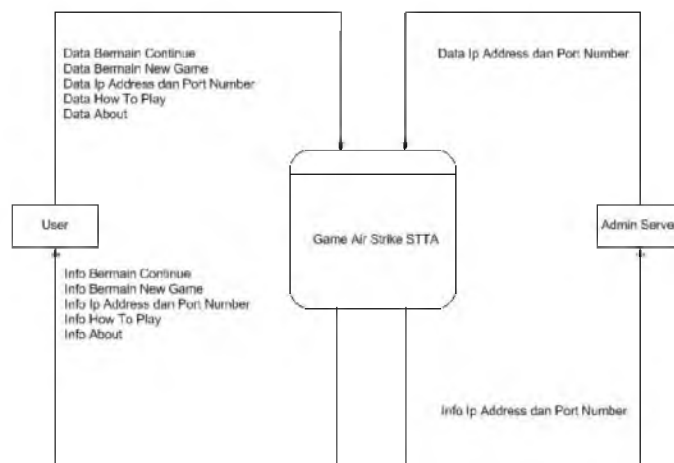 Data Bermain Continue
Data Bermain New Game
Data Ip Address dan Port Number
Data How To Play
Data About
Data Ip Address dan Port Number
User
Game Air Strike STTA
Admin Server
Info Bermain Continue
Info Bermain New Game
Info Ip Address dan Port Number
Info How To Play
Info About
Info Ip Address dan Port Number